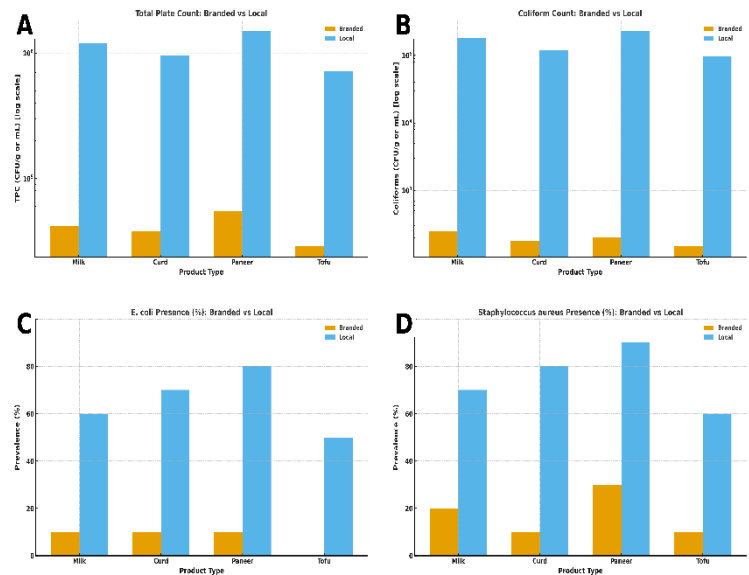 A
Total Plate Count: Branded vs Local
Branded
Local
TPC (CFU/g or mL) [log scale]
Milk
Curd
Paneer
Tofu
Product Type
B
Coliform Count: Branded vs Local
Branded
Local
Coliforms (CFU/g or mL) [log scale]
Milk
Curd
Paneer
Tofu
Product Type
C
E. coli Presence (%): Branded vs Local
Branded
Local
Prevalence (%)
80
60
40
20
0
Milk
Curd
Paneer
Tofu
Product Type
D
Staphylococcus aureus Presence (%): Branded vs Local
Branded
Local
Prevalence (%)
80
60
40
20
0
Milk
Curd
Paneer
Tofu
Product Type